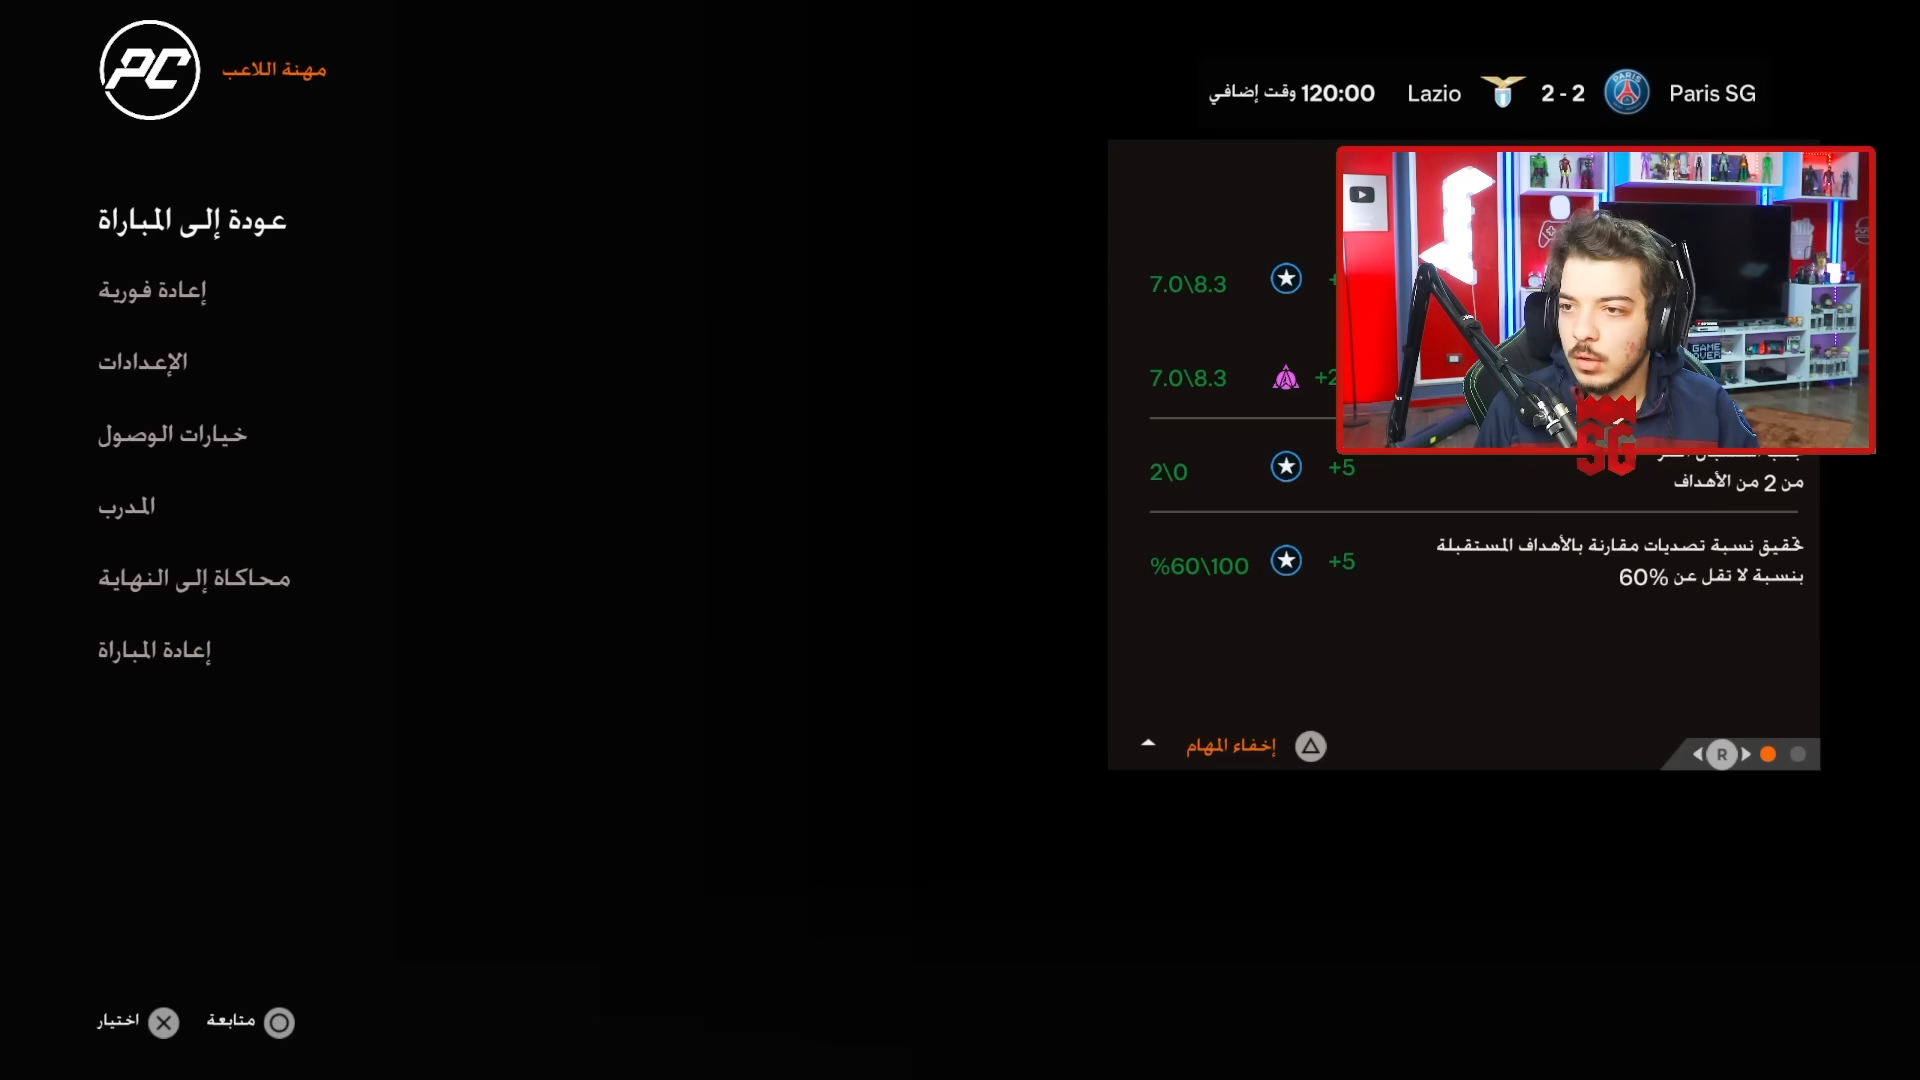 PC
مهنة اللاعب
Lazio 2 - 2 Paris SG
120:00 وقت إضافي
عودة إلى المباراة
إعادة فورية
الإعدادات
خيارات الوصول
المدرب
محاكاة إلى النهاية
إعادة المباراة
7.0\8.3
7.0\8.3 +2
GAME OVER
SG
2\0 +5
من 2 من الأهداف
%60\100 +5
تحقيق نسبة تصديات مقارنة بالأهداف المستقبلة
بنسبة لا تقل عن %60
إخفاء المهام
R
اختيار
متابعة